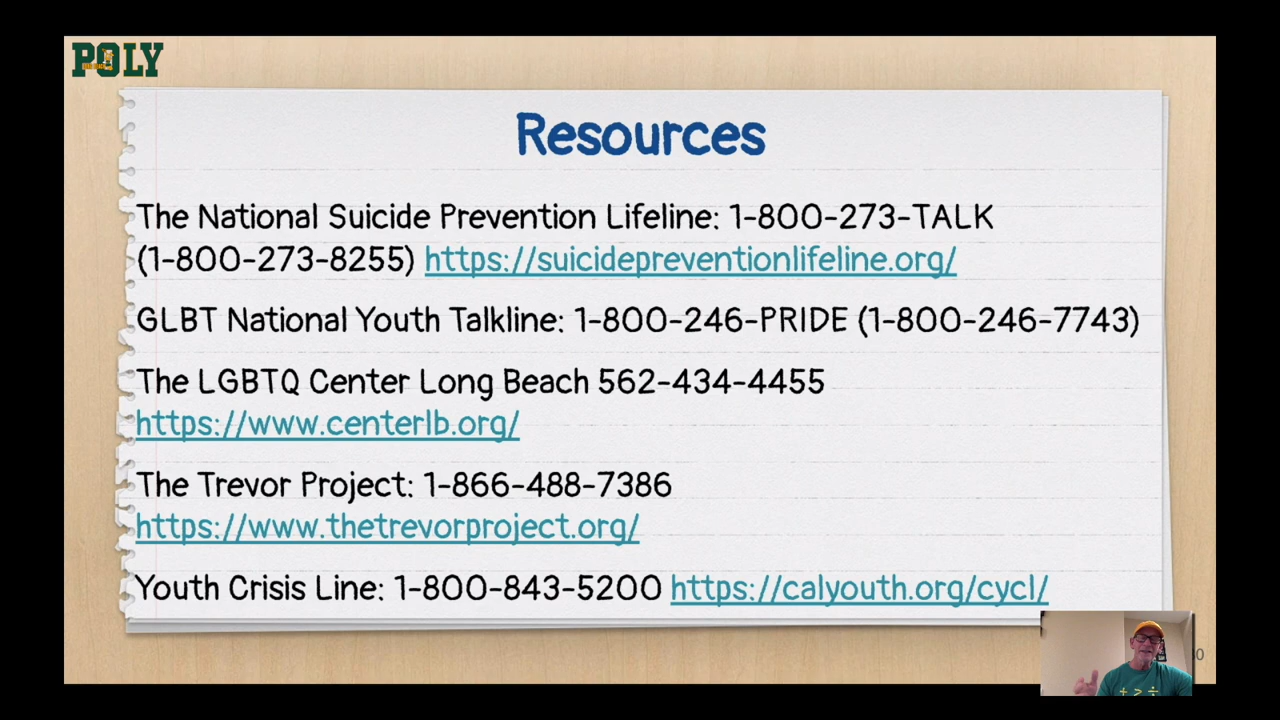 POLY
Resources
The National Suicide Prevention Lifeline: 1-800-273-TALK
(1-800-273-8255) https://suicidepreventionlifeline.org/
GLBT National Youth Talkline: 1-800-246-PRIDE (1-800-246-7743)
The LGBTQ Center Long Beach 562-434-4455
https://www.centerlb.org/
The Trevor Project: 1-866-488-7386
https://www.thetrevorproject.org/
Youth Crisis Line: 1-800-843-5200 https://calyouth.org/cycl/
+ > ÷